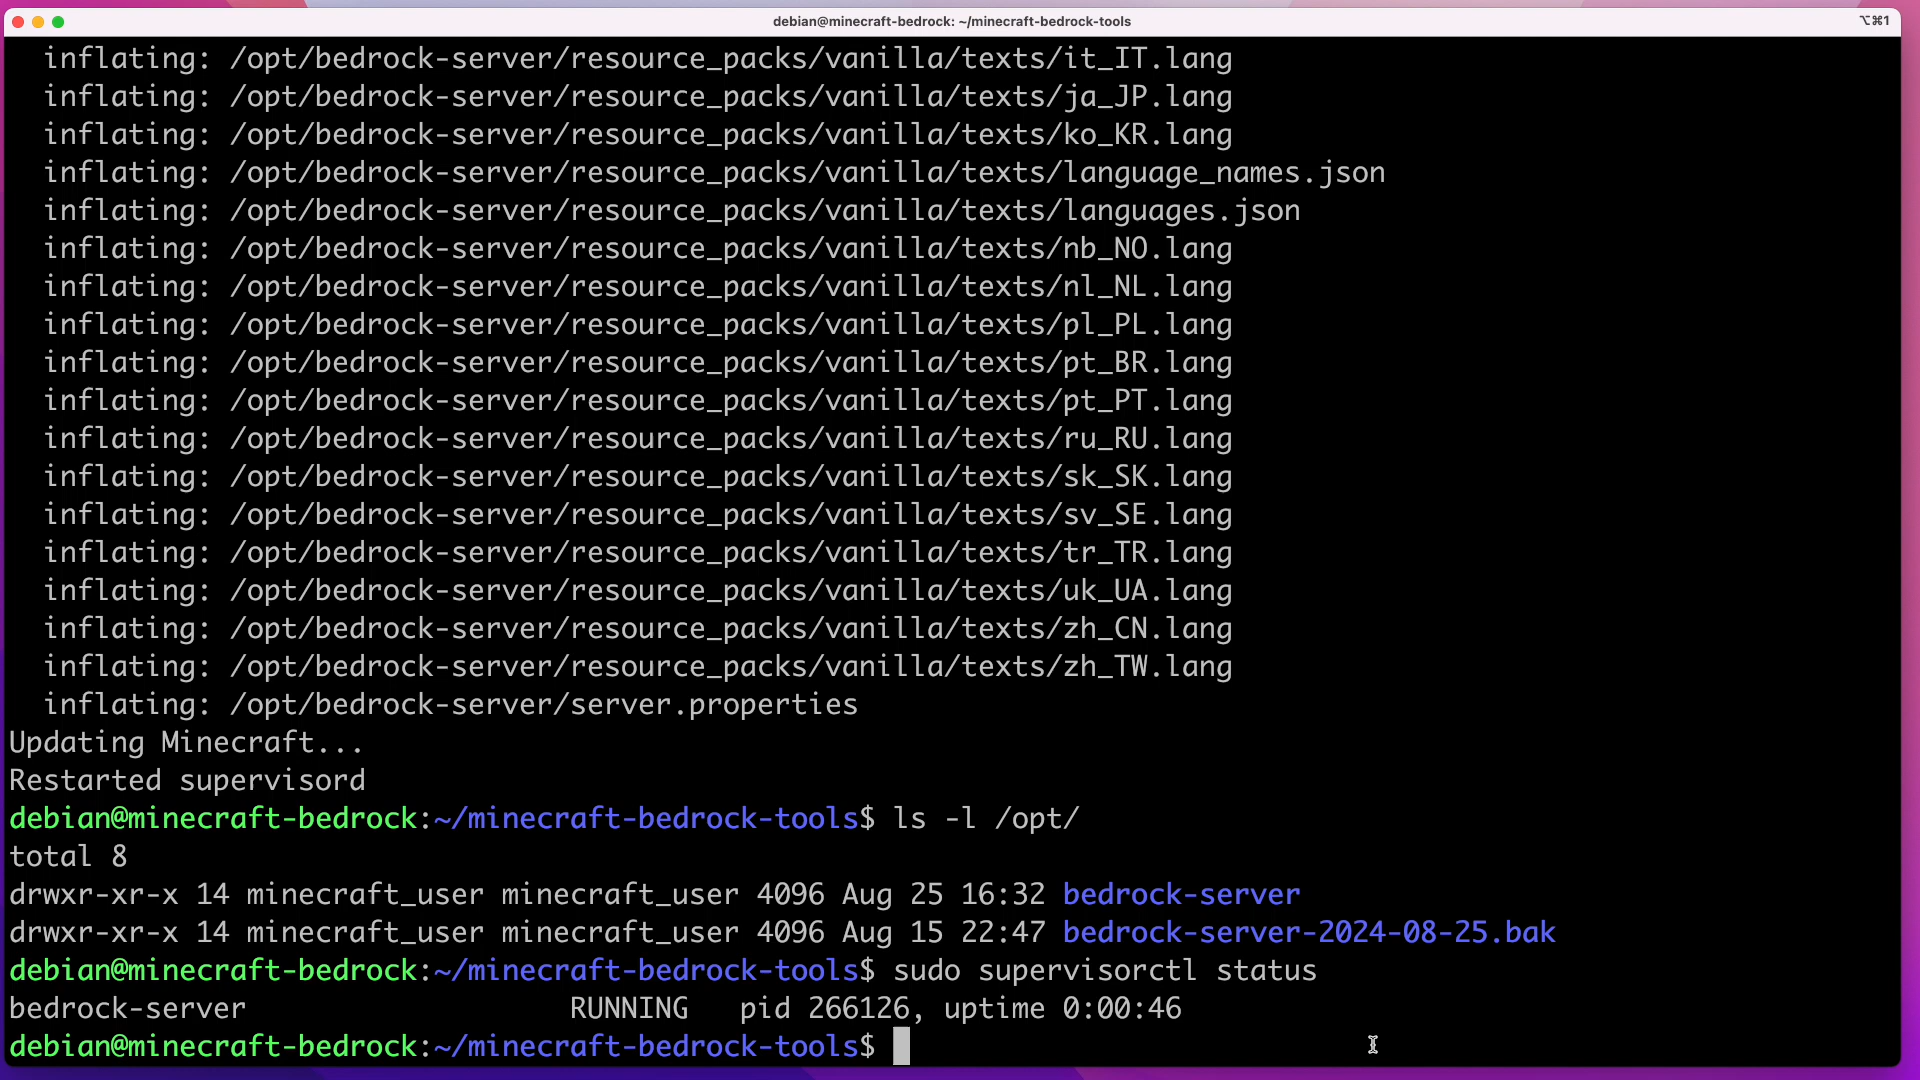 debian@minecraft-bedrock: ~/minecraft-bedrock-tools
⌥⌘1
inflating: /opt/bedrock-server/resource_packs/vanilla/texts/it_IT.lang
inflating: /opt/bedrock-server/resource_packs/vanilla/texts/ja_JP.lang
inflating: /opt/bedrock-server/resource_packs/vanilla/texts/ko_KR.lang
inflating: /opt/bedrock-server/resource_packs/vanilla/texts/language_names.json
inflating: /opt/bedrock-server/resource_packs/vanilla/texts/languages.json
inflating: /opt/bedrock-server/resource_packs/vanilla/texts/nb_NO.lang
inflating: /opt/bedrock-server/resource_packs/vanilla/texts/nl_NL.lang
inflating: /opt/bedrock-server/resource_packs/vanilla/texts/pl_PL.lang
inflating: /opt/bedrock-server/resource_packs/vanilla/texts/pt_BR.lang
inflating: /opt/bedrock-server/resource_packs/vanilla/texts/pt_PT.lang
inflating: /opt/bedrock-server/resource_packs/vanilla/texts/ru_RU.lang
inflating: /opt/bedrock-server/resource_packs/vanilla/texts/sk_SK.lang
inflating: /opt/bedrock-server/resource_packs/vanilla/texts/sv_SE.lang
inflating: /opt/bedrock-server/resource_packs/vanilla/texts/tr_TR.lang
inflating: /opt/bedrock-server/resource_packs/vanilla/texts/uk_UA.lang
inflating: /opt/bedrock-server/resource_packs/vanilla/texts/zh_CN.lang
inflating: /opt/bedrock-server/resource_packs/vanilla/texts/zh_TW.lang
inflating: /opt/bedrock-server/server.properties
Updating Minecraft...
Restarted supervisord
debian@minecraft-bedrock:~/minecraft-bedrock-tools$ ls -l /opt/
total 8
drwxr-xr-x 14 minecraft_user minecraft_user 4096 Aug 25 16:32 bedrock-server
drwxr-xr-x 14 minecraft_user minecraft_user 4096 Aug 15 22:47 bedrock-server-2024-08-25.bak
debian@minecraft-bedrock:~/minecraft-bedrock-tools$ sudo supervisorctl status
bedrock-server                   RUNNING   pid 266126, uptime 0:00:46
debian@minecraft-bedrock:~/minecraft-bedrock-tools$